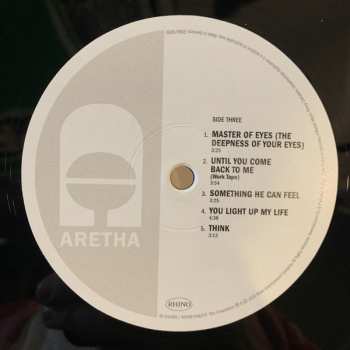 SIDE THREE
1. MASTER OF EYES (THE
DEEPNESS OF YOUR EYES)
3:25
2. UNTIL YOU COME
BACK TO ME
(Work Tape)
3:54
3. SOMETHING HE CAN FEEL
3:25
4. YOU LIGHT UP MY LIFE
4:38
5. THINK
3:13
ARETHA
RHINO